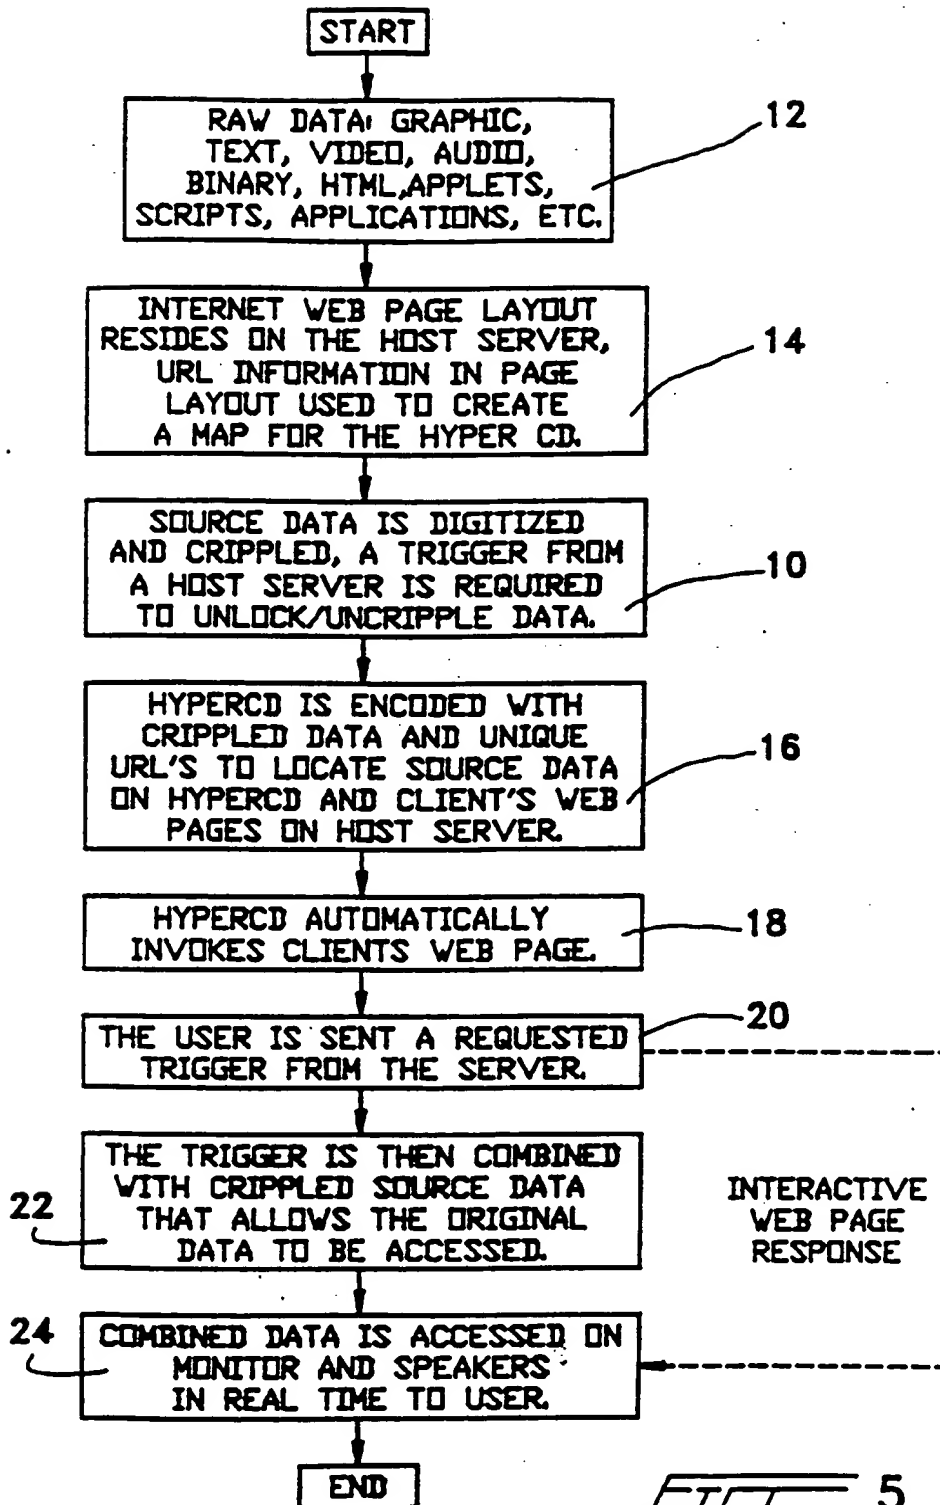 START
RAW DATA: GRAPHIC,
TEXT, VIDEO, AUDIO,
BINARY, HTML,APPLETS,
SCRIPTS, APPLICATIONS, ETC.
12
INTERNET WEB PAGE LAYOUT
RESIDES ON THE HOST SERVER,
URL INFORMATION IN PAGE
LAYOUT USED TO CREATE
A MAP FOR THE HYPER CD.
14
SOURCE DATA IS DIGITIZED
AND CRIPPLED, A TRIGGER FROM
A HOST SERVER IS REQUIRED
TO UNLOCK/UNCRIPPLE DATA.
10
HYPERCD IS ENCODED WITH
CRIPPLED DATA AND UNIQUE
URL'S TO LOCATE SOURCE DATA
ON HYPERCD AND CLIENT'S WEB
PAGES ON HOST SERVER.
16
HYPERCD AUTOMATICALLY
INVOKES CLIENTS WEB PAGE.
18
THE USER IS SENT A REQUESTED
TRIGGER FROM THE SERVER.
20
THE TRIGGER IS THEN COMBINED
WITH CRIPPLED SOURCE DATA
THAT ALLOWS THE ORIGINAL
DATA TO BE ACCESSED.
22
INTERACTIVE
WEB PAGE
RESPONSE
COMBINED DATA IS ACCESSED ON
MONITOR AND SPEAKERS
IN REAL TIME TO USER.
24
END
5